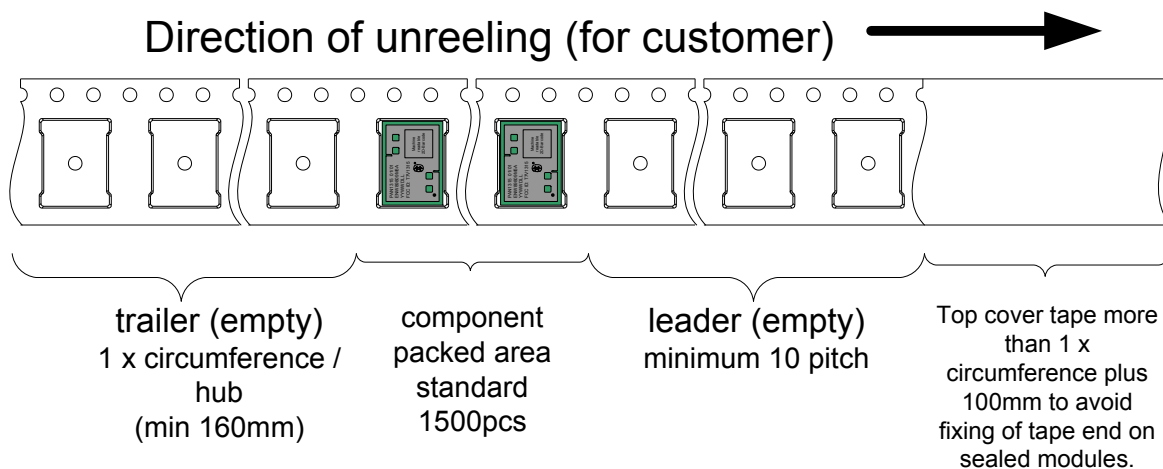 Direction of unreeling (for customer)
trailer (empty)
1 x circumference /
hub
(min 160mm)
component
packed area
standard
1500pcs
leader (empty)
minimum 10 pitch
Top cover tape more
than 1 x
circumference plus
100mm to avoid
fixing of tape end on
sealed modules.